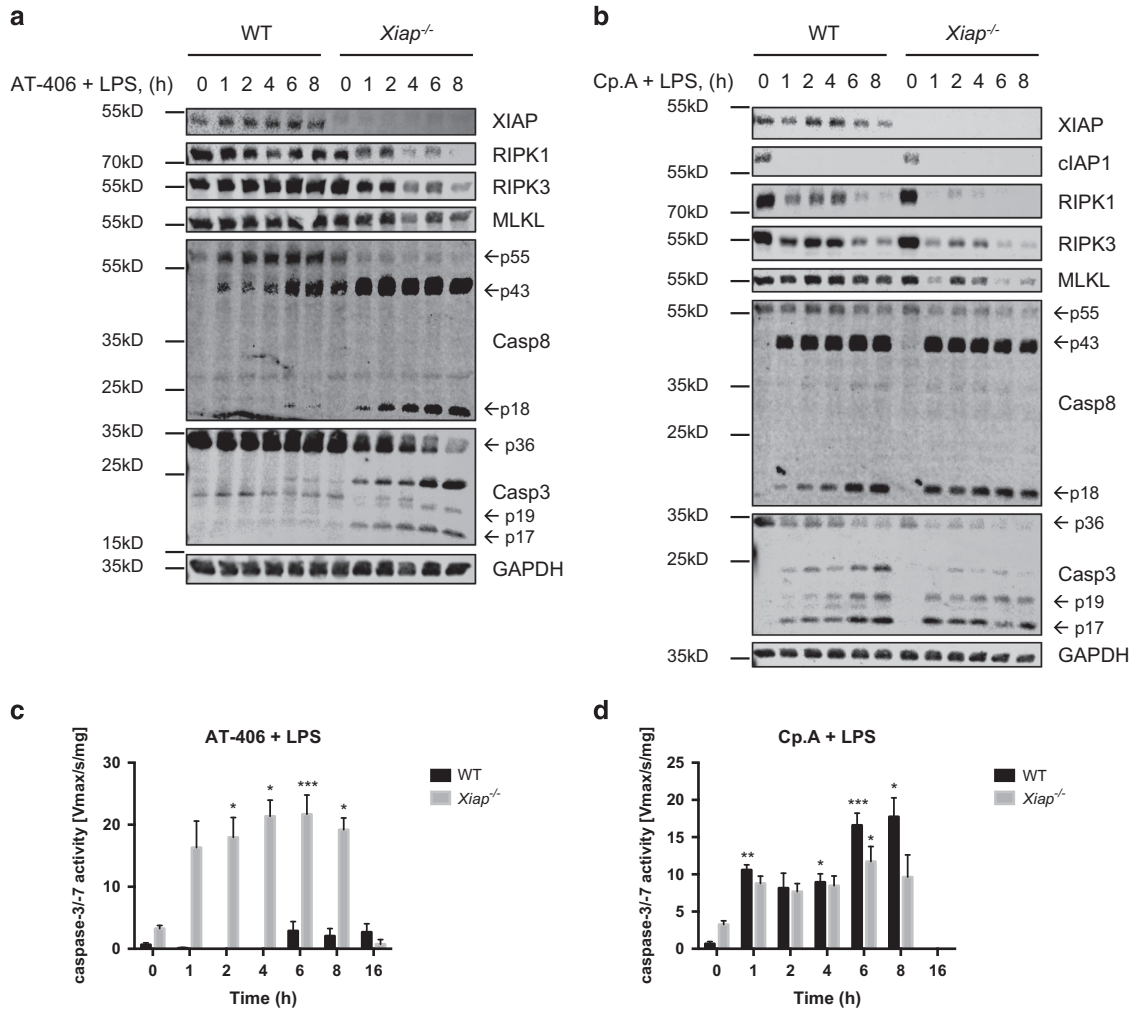 a
WT Xiap-/-
AT-406 + LPS, (h) 0 1 2 4 6 8 0 1 2 4 6 8
55kD XIAP
70kD RIPK1
55kD RIPK3
55kD MLKL
55kD ←p55
←p43
35kD Casp8
25kD ←p18
35kD ← p36
25kD Casp3
← p19
← p17
15kD
35kD GAPDH
b
WT Xiap-/-
Cp.A + LPS, (h) 0 1 2 4 6 8 0 1 2 4 6 8
55kD XIAP
55kD cIAP1
70kD RIPK1
55kD RIPK3
55kD MLKL
55kD ←p55
←p43
35kD Casp8
25kD
←p18
35kD ← p36
25kD Casp3
← p19
← p17
35kD GAPDH
c
AT-406 + LPS
caspase-3/-7 activity [Vmax/s/mg]
30
20
10
0
* * *** *
0 1 2 4 6 8 16
Time (h)
WT
Xiap-/-
d
Cp.A + LPS
caspase-3/-7 activity [Vmax/s/mg]
25
20
15
10
5
0
** * *** * *
0 1 2 4 6 8 16
Time (h)
WT
Xiap-/-